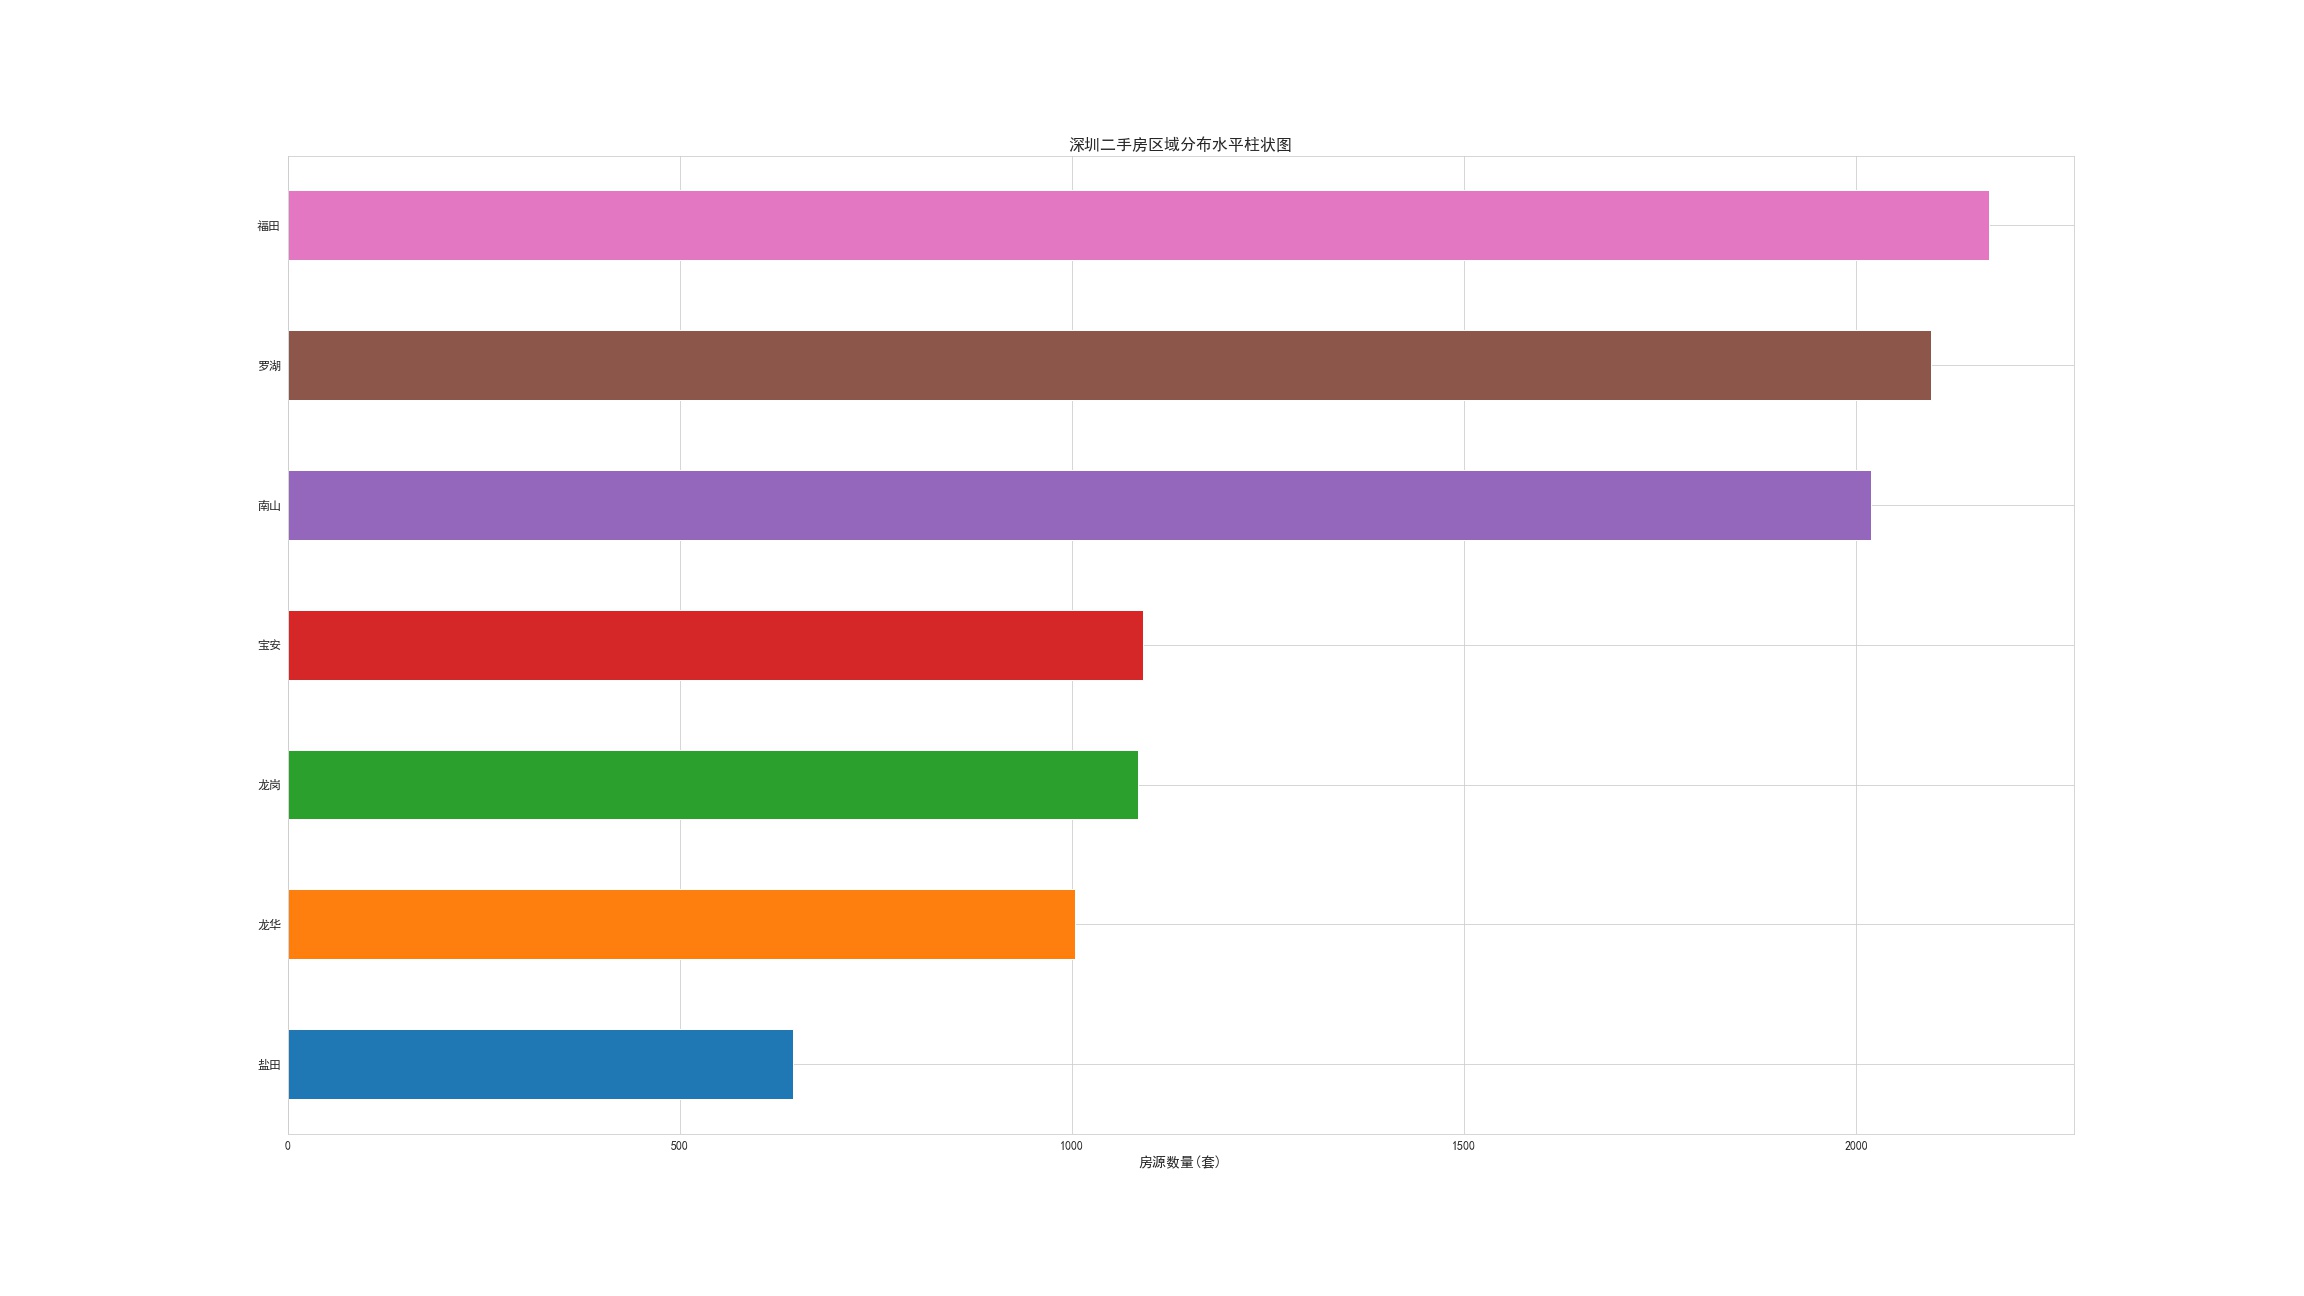 深圳二手房区域分布水平柱状图
福田
罗湖
南山
宝安
龙岗
龙华
盐田
0 500 1000 1500 2000
房源数量(套)